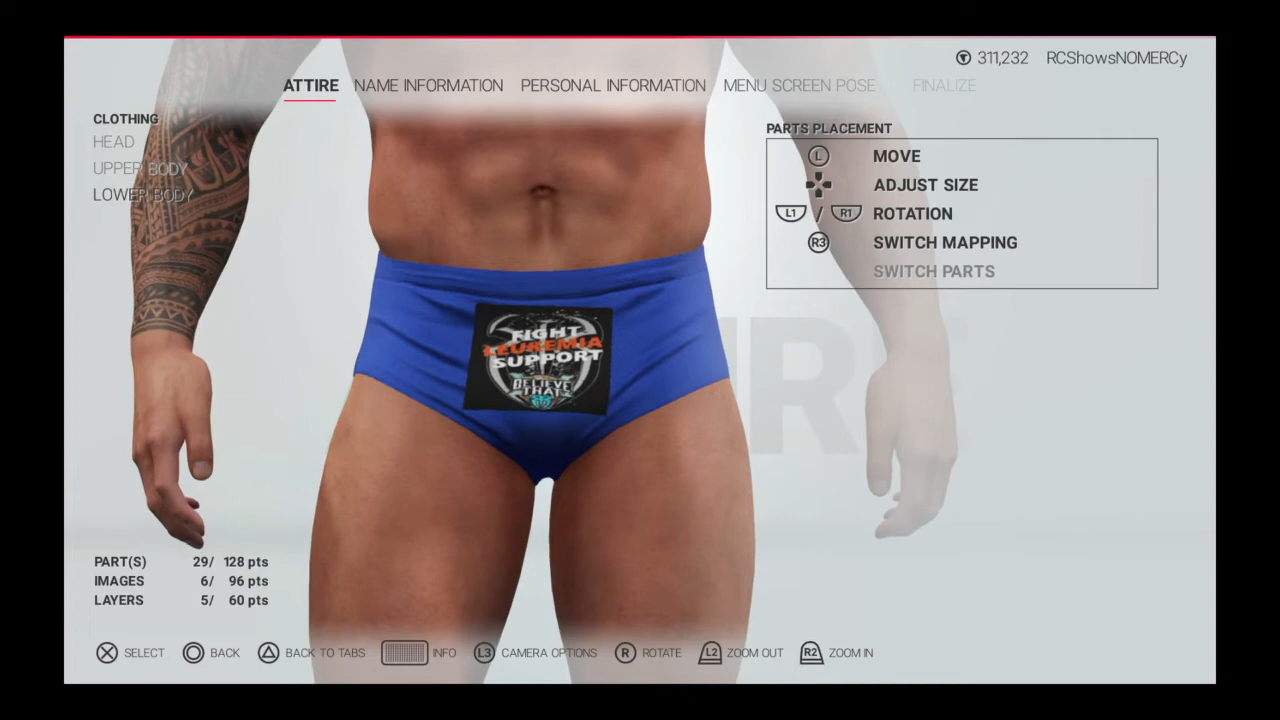 311,232 RCShowsNOMERCy
ATTIRE NAME INFORMATION PERSONAL INFORMATION MENU SCREEN POSE FINALIZE
CLOTHING
HEAD
UPPER BODY
LOWER BODY
PARTS PLACEMENT
L MOVE
ADJUST SIZE
L1 / R1 ROTATION
R3 SWITCH MAPPING
SWITCH PARTS
FIGHT
LEUKEMIA
SUPPORT
BELIEVE
THAT
PART(S) 29/ 128 pts
IMAGES 6/ 96 pts
LAYERS 5/ 60 pts
SELECT BACK BACK TO TABS INFO L3 CAMERA OPTIONS R ROTATE L2 ZOOM OUT R2 ZOOM IN